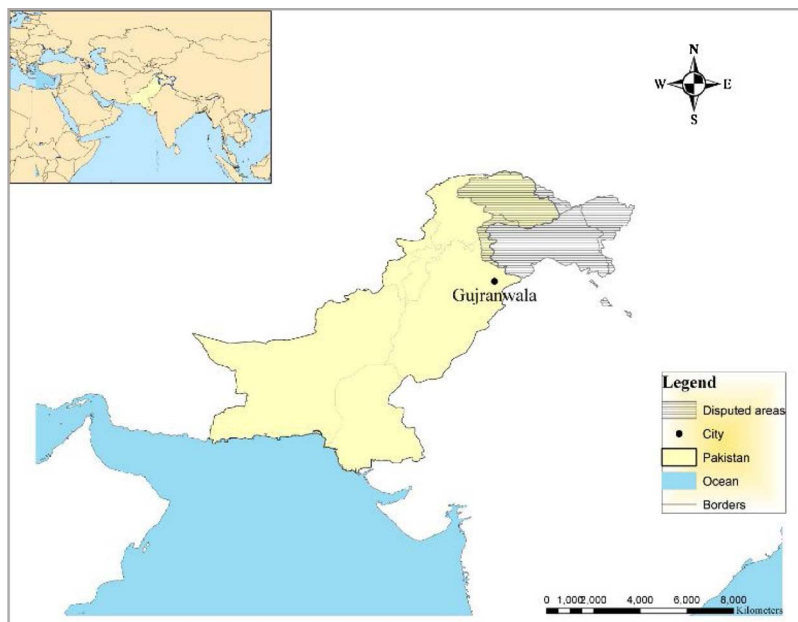 N
W E
S
Gujranwala
Legend
Disputed areas
City
Pakistan
Ocean
Borders
0 1,000 2,000 4,000 6,000 8,000
Kilometers